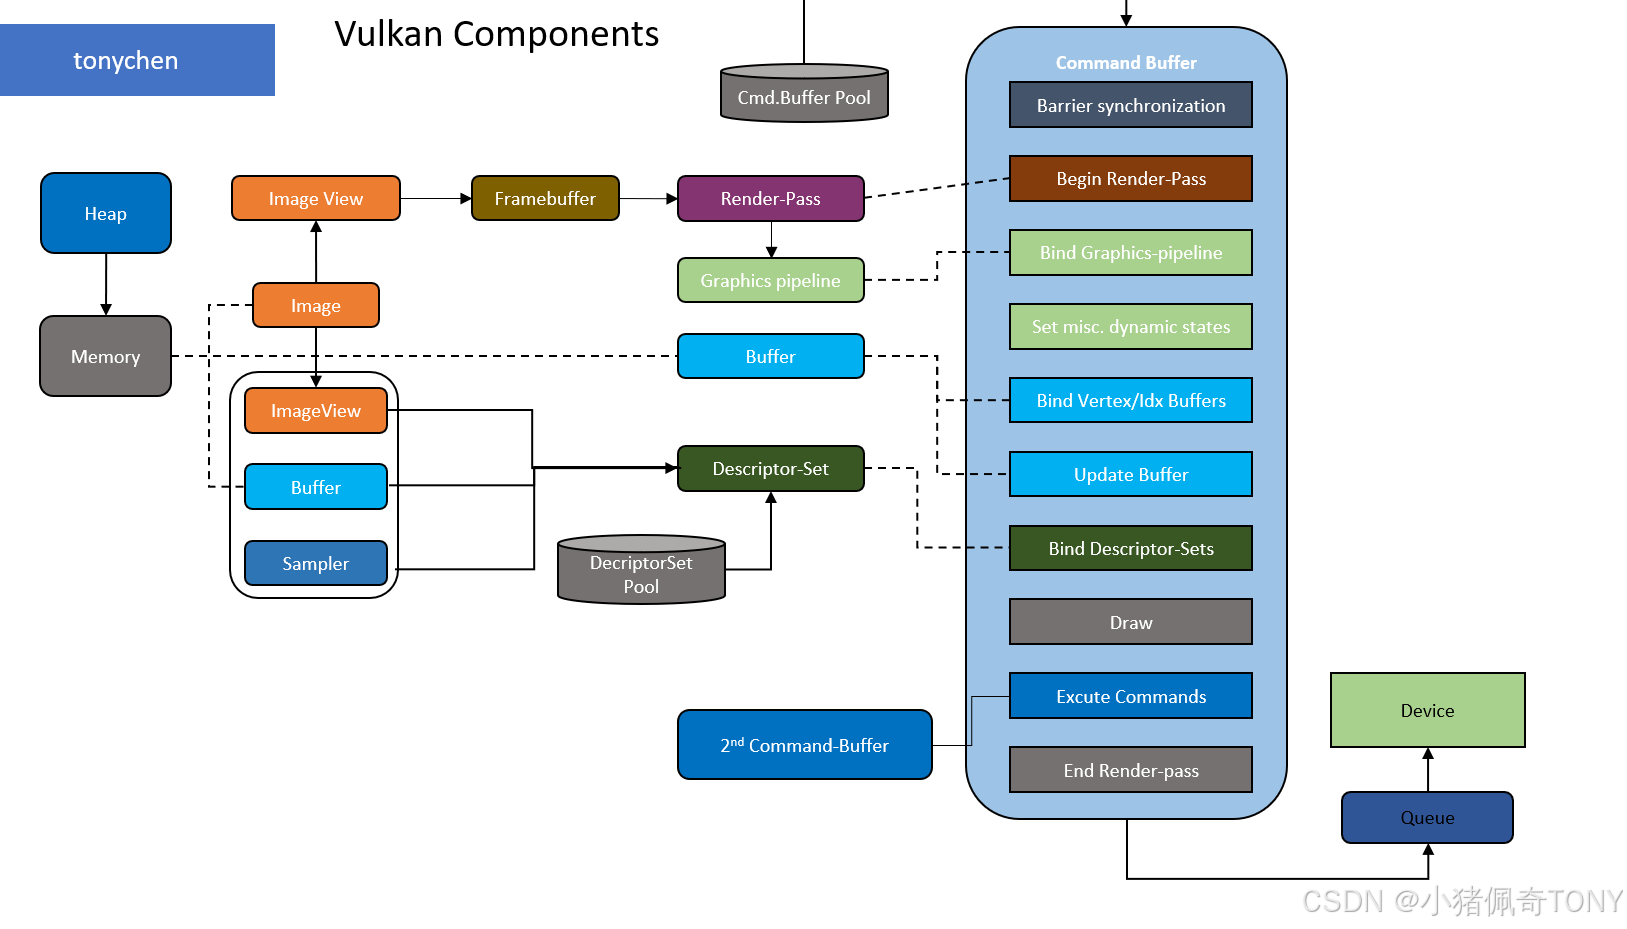 Vulkan Components
tonychen
Cmd.Buffer Pool
Command Buffer
Barrier synchronization
Heap
Image View
Framebuffer
Render-Pass
Begin Render-Pass
Graphics pipeline
Bind Graphics-pipeline
Image
Set misc. dynamic states
Memory
Buffer
ImageView
Bind Vertex/Idx Buffers
Buffer
Descriptor-Set
Update Buffer
Sampler
DecriptorSet
Pool
Bind Descriptor-Sets
Draw
2nd Command-Buffer
Excute Commands
End Render-pass
Device
Queue
CSDN @小猪佩奇TONY